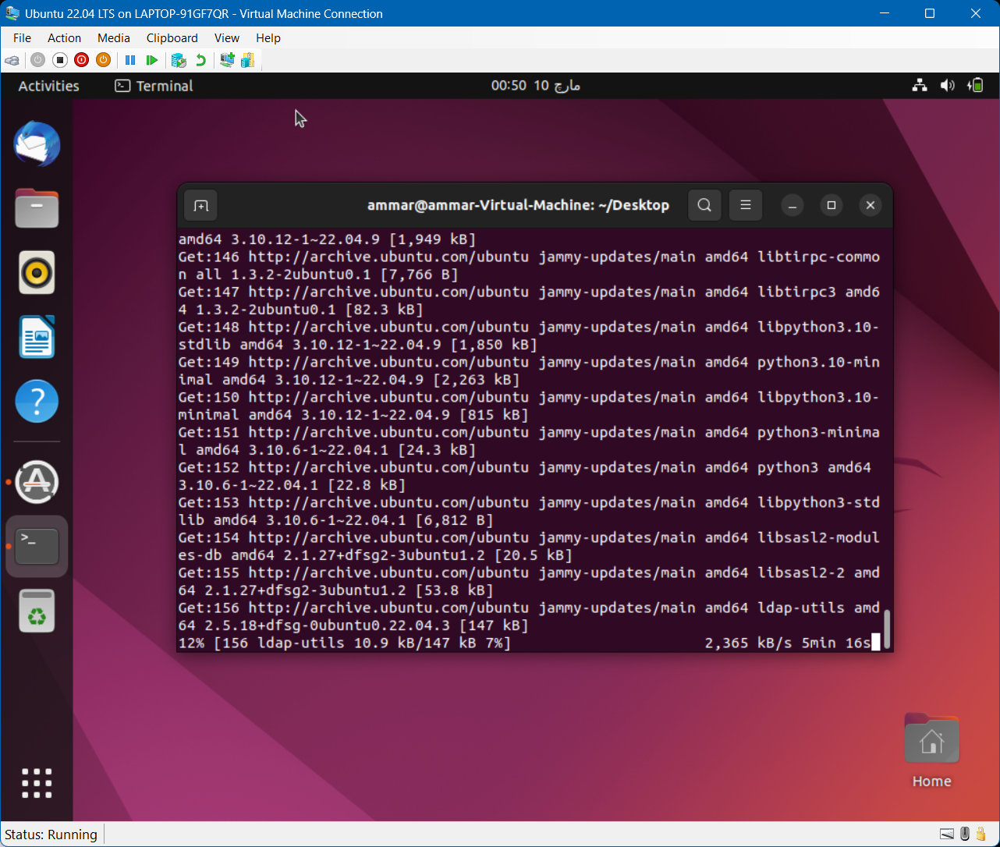 Ubuntu 22.04 LTS on LAPTOP-91GF7QR - Virtual Machine Connection
File Action Media Clipboard View Help
Activities Terminal 00:50 10 مارچ
ammar@ammar-Virtual-Machine: ~/Desktop
amd64 3.10.12-1~22.04.9 [1,949 kB]
Get:146 http://archive.ubuntu.com/ubuntu jammy-updates/main amd64 libtirpc-commo
n all 1.3.2-2ubuntu0.1 [7,766 B]
Get:147 http://archive.ubuntu.com/ubuntu jammy-updates/main amd64 libtirpc3 amd6
4 1.3.2-2ubuntu0.1 [82.3 kB]
Get:148 http://archive.ubuntu.com/ubuntu jammy-updates/main amd64 libpython3.10-
stdlib amd64 3.10.12-1~22.04.9 [1,850 kB]
Get:149 http://archive.ubuntu.com/ubuntu jammy-updates/main amd64 python3.10-min
imal amd64 3.10.12-1~22.04.9 [2,263 kB]
Get:150 http://archive.ubuntu.com/ubuntu jammy-updates/main amd64 libpython3.10-
minimal amd64 3.10.12-1~22.04.9 [815 kB]
Get:151 http://archive.ubuntu.com/ubuntu jammy-updates/main amd64 python3-minima
l amd64 3.10.6-1~22.04.1 [24.3 kB]
Get:152 http://archive.ubuntu.com/ubuntu jammy-updates/main amd64 python3 amd64
3.10.6-1~22.04.1 [22.8 kB]
Get:153 http://archive.ubuntu.com/ubuntu jammy-updates/main amd64 libpython3-std
lib amd64 3.10.6-1~22.04.1 [6,812 B]
Get:154 http://archive.ubuntu.com/ubuntu jammy-updates/main amd64 libsasl2-modul
es-db amd64 2.1.27+dfsg2-3ubuntu1.2 [20.5 kB]
Get:155 http://archive.ubuntu.com/ubuntu jammy-updates/main amd64 libsasl2-2 amd
64 2.1.27+dfsg2-3ubuntu1.2 [53.8 kB]
Get:156 http://archive.ubuntu.com/ubuntu jammy-updates/main amd64 ldap-utils amd
64 2.5.18+dfsg-0ubuntu0.22.04.3 [147 kB]
12% [156 ldap-utils 10.9 kB/147 kB 7%] 2,365 kB/s 5min 16s
Home
Status: Running